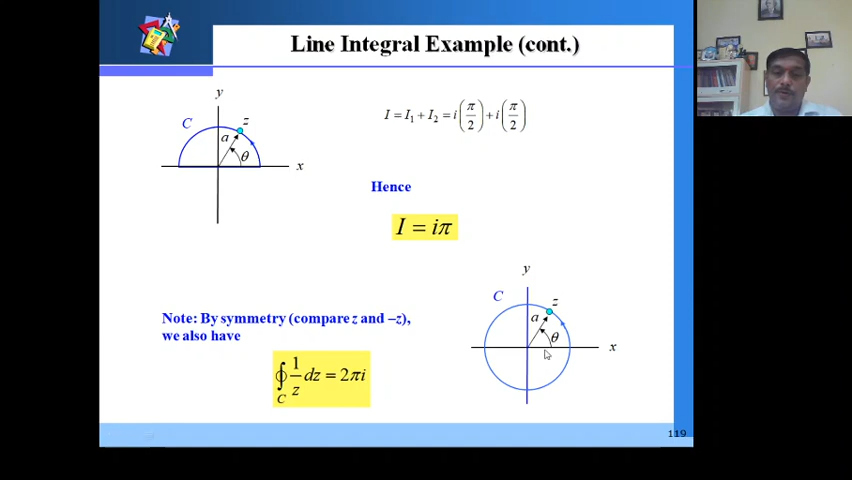 Line Integral Example (cont.)
y
C
z
a
θ
x
I = I₁ + I₂ = i(π/2) + i(π/2)
Hence
I = iπ
y
C
z
a
θ
x
Note: By symmetry (compare z and –z),
we also have
∮_C 1/z dz = 2πi
119